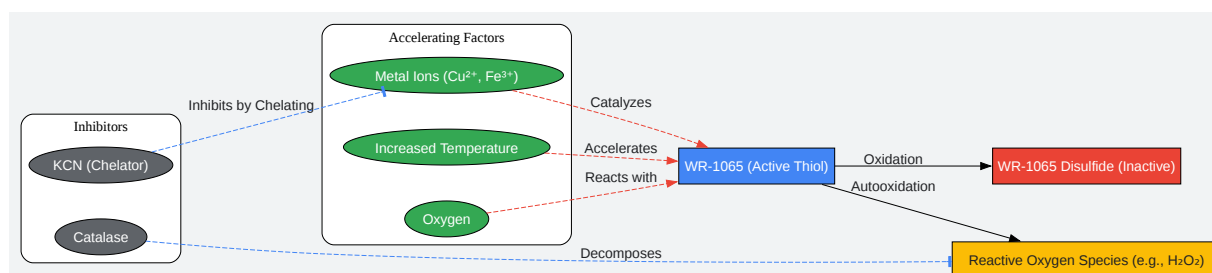 Accelerating Factors
Metal Ions (Cu²⁺, Fe³⁺)
Inhibits by Chelating
Catalyzes
Inhibitors
KCN (Chelator)
Increased Temperature
Accelerates
WR-1065 (Active Thiol)
Oxidation
WR-1065 Disulfide (Inactive)
Reacts with
Autooxidation
Oxygen
Catalase
Decomposes
Reactive Oxygen Species (e.g., H₂O₂)